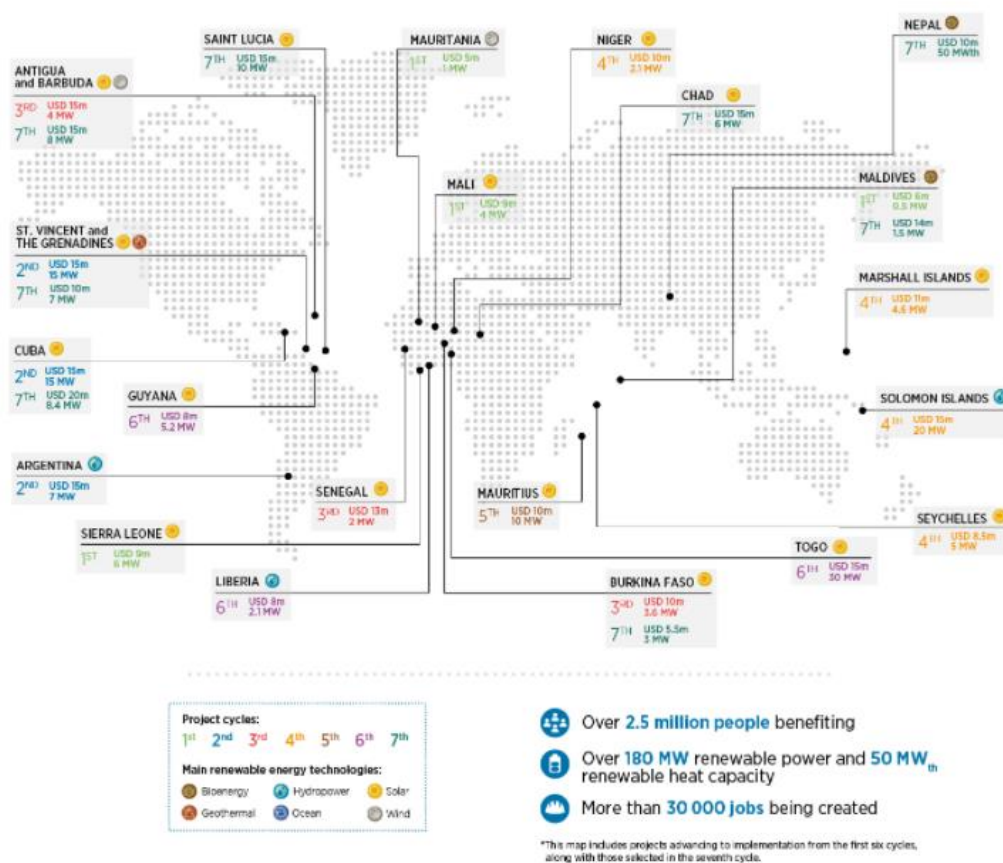 SAINT LUCIA
7TH USD 15m
10 MW
MAURITANIA
1ST USD 5m
1 MW
NIGER
4TH USD 10m
2.1 MW
NEPAL
7TH USD 10m
50 MWth
ANTIGUA
and BARBUDA
3RD USD 15m
4 MW
7TH USD 15m
8 MW
CHAD
7TH USD 15m
6 MW
MALI
1ST USD 9m
4 MW
MALDIVES
1ST USD 6m
0.5 MW
7TH USD 14m
1.5 MW
ST. VINCENT and
THE GRENADINES
2ND USD 15m
15 MW
7TH USD 10m
7 MW
MARSHALL ISLANDS
4TH USD 11m
4.6 MW
CUBA
2ND USD 15m
15 MW
7TH USD 20m
8.4 MW
GUYANA
6TH USD 8m
5.2 MW
SOLOMON ISLANDS
4TH USD 15m
20 MW
ARGENTINA
2ND USD 15m
7 MW
SENEGAL
3RD USD 13m
2 MW
MAURITIUS
5TH USD 10m
10 MW
SEYCHELLES
4TH USD 8.5m
5 MW
SIERRA LEONE
1ST USD 9m
6 MW
TOGO
6TH USD 15m
30 MW
LIBERIA
6TH USD 8m
2.1 MW
BURKINA FASO
3RD USD 10m
3.6 MW
7TH USD 5.5m
3 MW
Project cycles:
1st 2nd 3rd 4th 5th 6th 7th
Main renewable energy technologies:
Bioenergy Hydropower Solar
Geothermal Ocean Wind
Over 2.5 million people benefiting
Over 180 MW renewable power and 50 MWth
renewable heat capacity
More than 30 000 jobs being created
*This map includes projects advancing to implementation from the first six cycles,
along with those selected in the seventh cycle.